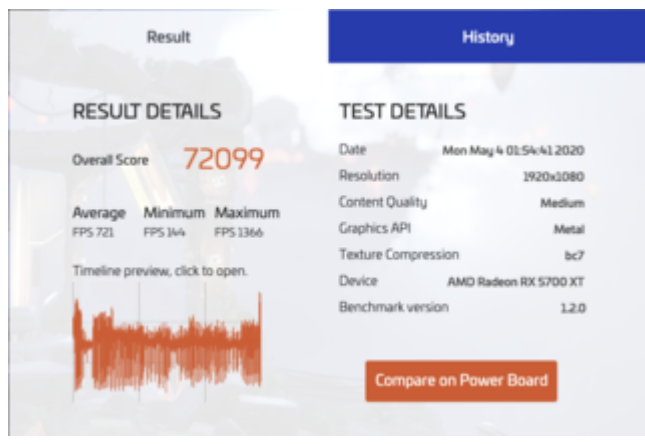 Result
History
RESULT DETAILS
Overall Score 72099
Average Minimum Maximum
FPS 721 FPS 144 FPS 1366
Timeline preview, click to open.
TEST DETAILS
Date Mon May 4 01:54:41 2020
Resolution 1920x1080
Content Quality Medium
Graphics API Metal
Texture Compression bc7
Device AMD Radeon RX 5700 XT
Benchmark version 1.2.0
Compare on Power Board